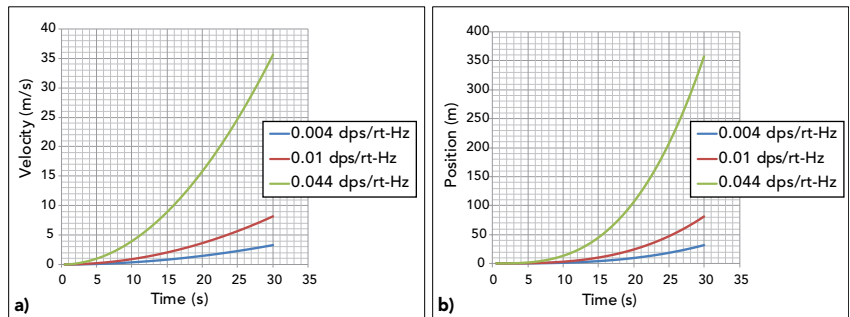 40
35
30
25
20
15
10
5
0
Velocity (m/s)
0 5 10 15 20 25 30 35
Time (s)
0.004 dps/rt-Hz
0.01 dps/rt-Hz
0.044 dps/rt-Hz
a)
400
350
300
250
200
150
100
50
0
Position (m)
0 5 10 15 20 25 30 35
Time (s)
0.004 dps/rt-Hz
0.01 dps/rt-Hz
0.044 dps/rt-Hz
b)